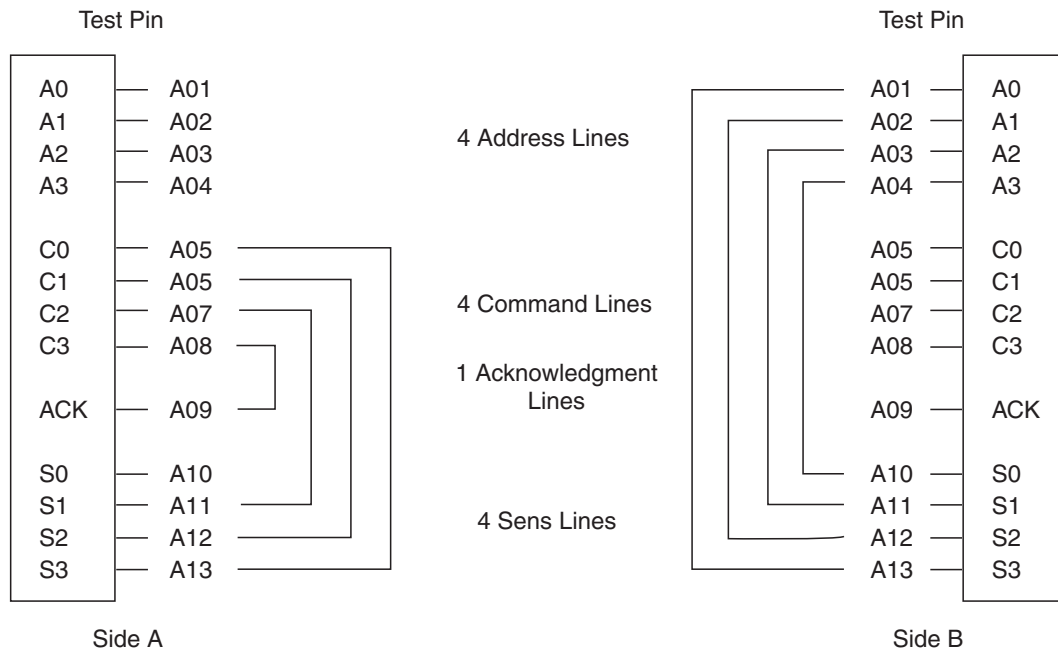 Test Pin
A0 A01
A1 A02
A2 A03
A3 A04
C0 A05
C1 A05
C2 A07
C3 A08
ACK A09
S0 A10
S1 A11
S2 A12
S3 A13
Side A
4 Address Lines
4 Command Lines
1 Acknowledgment
Lines
4 Sens Lines
Test Pin
A01 A0
A02 A1
A03 A2
A04 A3
A05 C0
A05 C1
A07 C2
A08 C3
A09 ACK
A10 S0
A11 S1
A12 S2
A13 S3
Side B